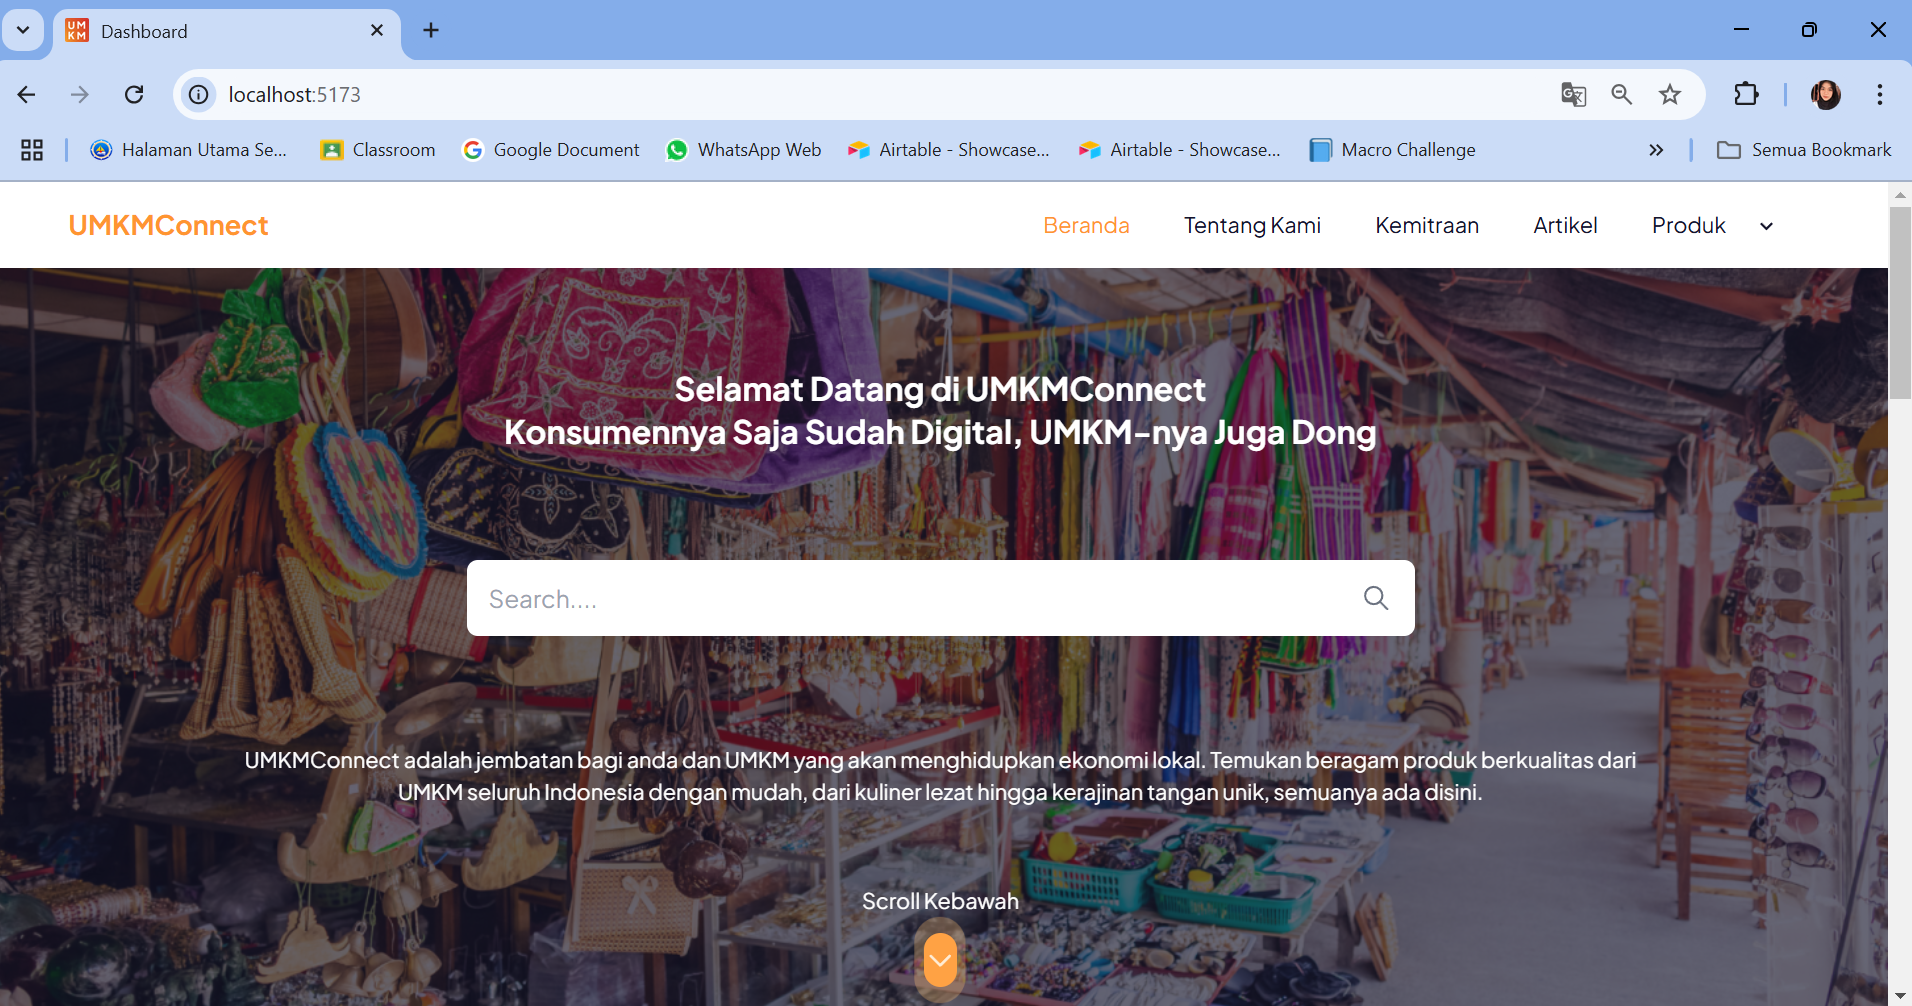 UM
KM
Dashboard
localhost:5173
Halaman Utama Se...
Classroom
Google Document
WhatsApp Web
Airtable - Showcase...
Airtable - Showcase...
Macro Challenge
Semua Bookmark
UMKMConnect
Beranda
Tentang Kami
Kemitraan
Artikel
Produk
Selamat Datang di UMKMConnect
Konsumennya Saja Sudah Digital, UMKM-nya Juga Dong
Search....
UMKMConnect adalah jembatan bagi anda dan UMKM yang akan menghidupkan ekonomi lokal. Temukan beragam produk berkualitas dari
UMKM seluruh Indonesia dengan mudah, dari kuliner lezat hingga kerajinan tangan unik, semuanya ada disini.
Scroll Kebawah